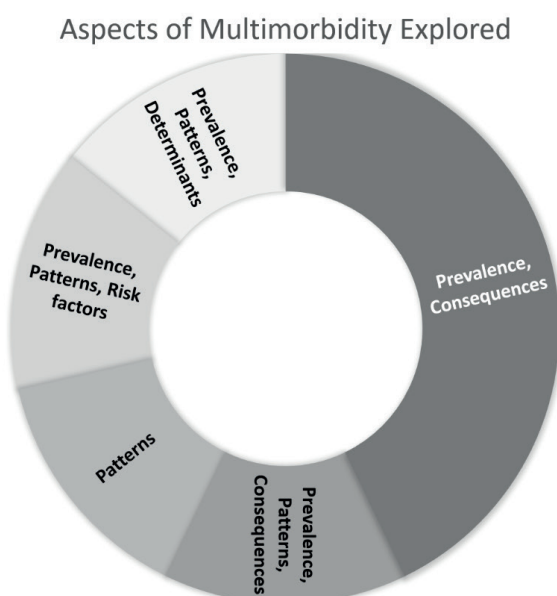 Aspects of Multimorbidity Explored
Prevalence,
Patterns,
Determinants
Prevalence,
Consequences
Prevalence,
Patterns, Risk
factors
Patterns
Prevalence,
Patterns,
Consequences